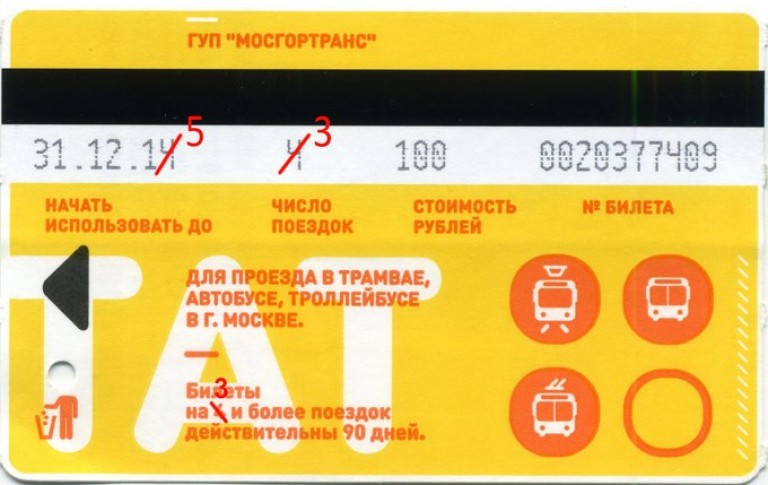 ГУП "МОСГОРТРАНС"
31.12.14 5 4 3 100 0020377409
НАЧАТЬ
ИСПОЛЬЗОВАТЬ ДО
ЧИСЛО
ПОЕЗДОК
СТОИМОСТЬ
РУБЛЕЙ
№ БИЛЕТА
ТАТ
ДЛЯ ПРОЕЗДА В ТРАМВАЕ,
АВТОБУСЕ, ТРОЛЛЕЙБУСЕ
В Г. МОСКВЕ.
Билеты
на 3 и более поездок
действительны 90 дней.